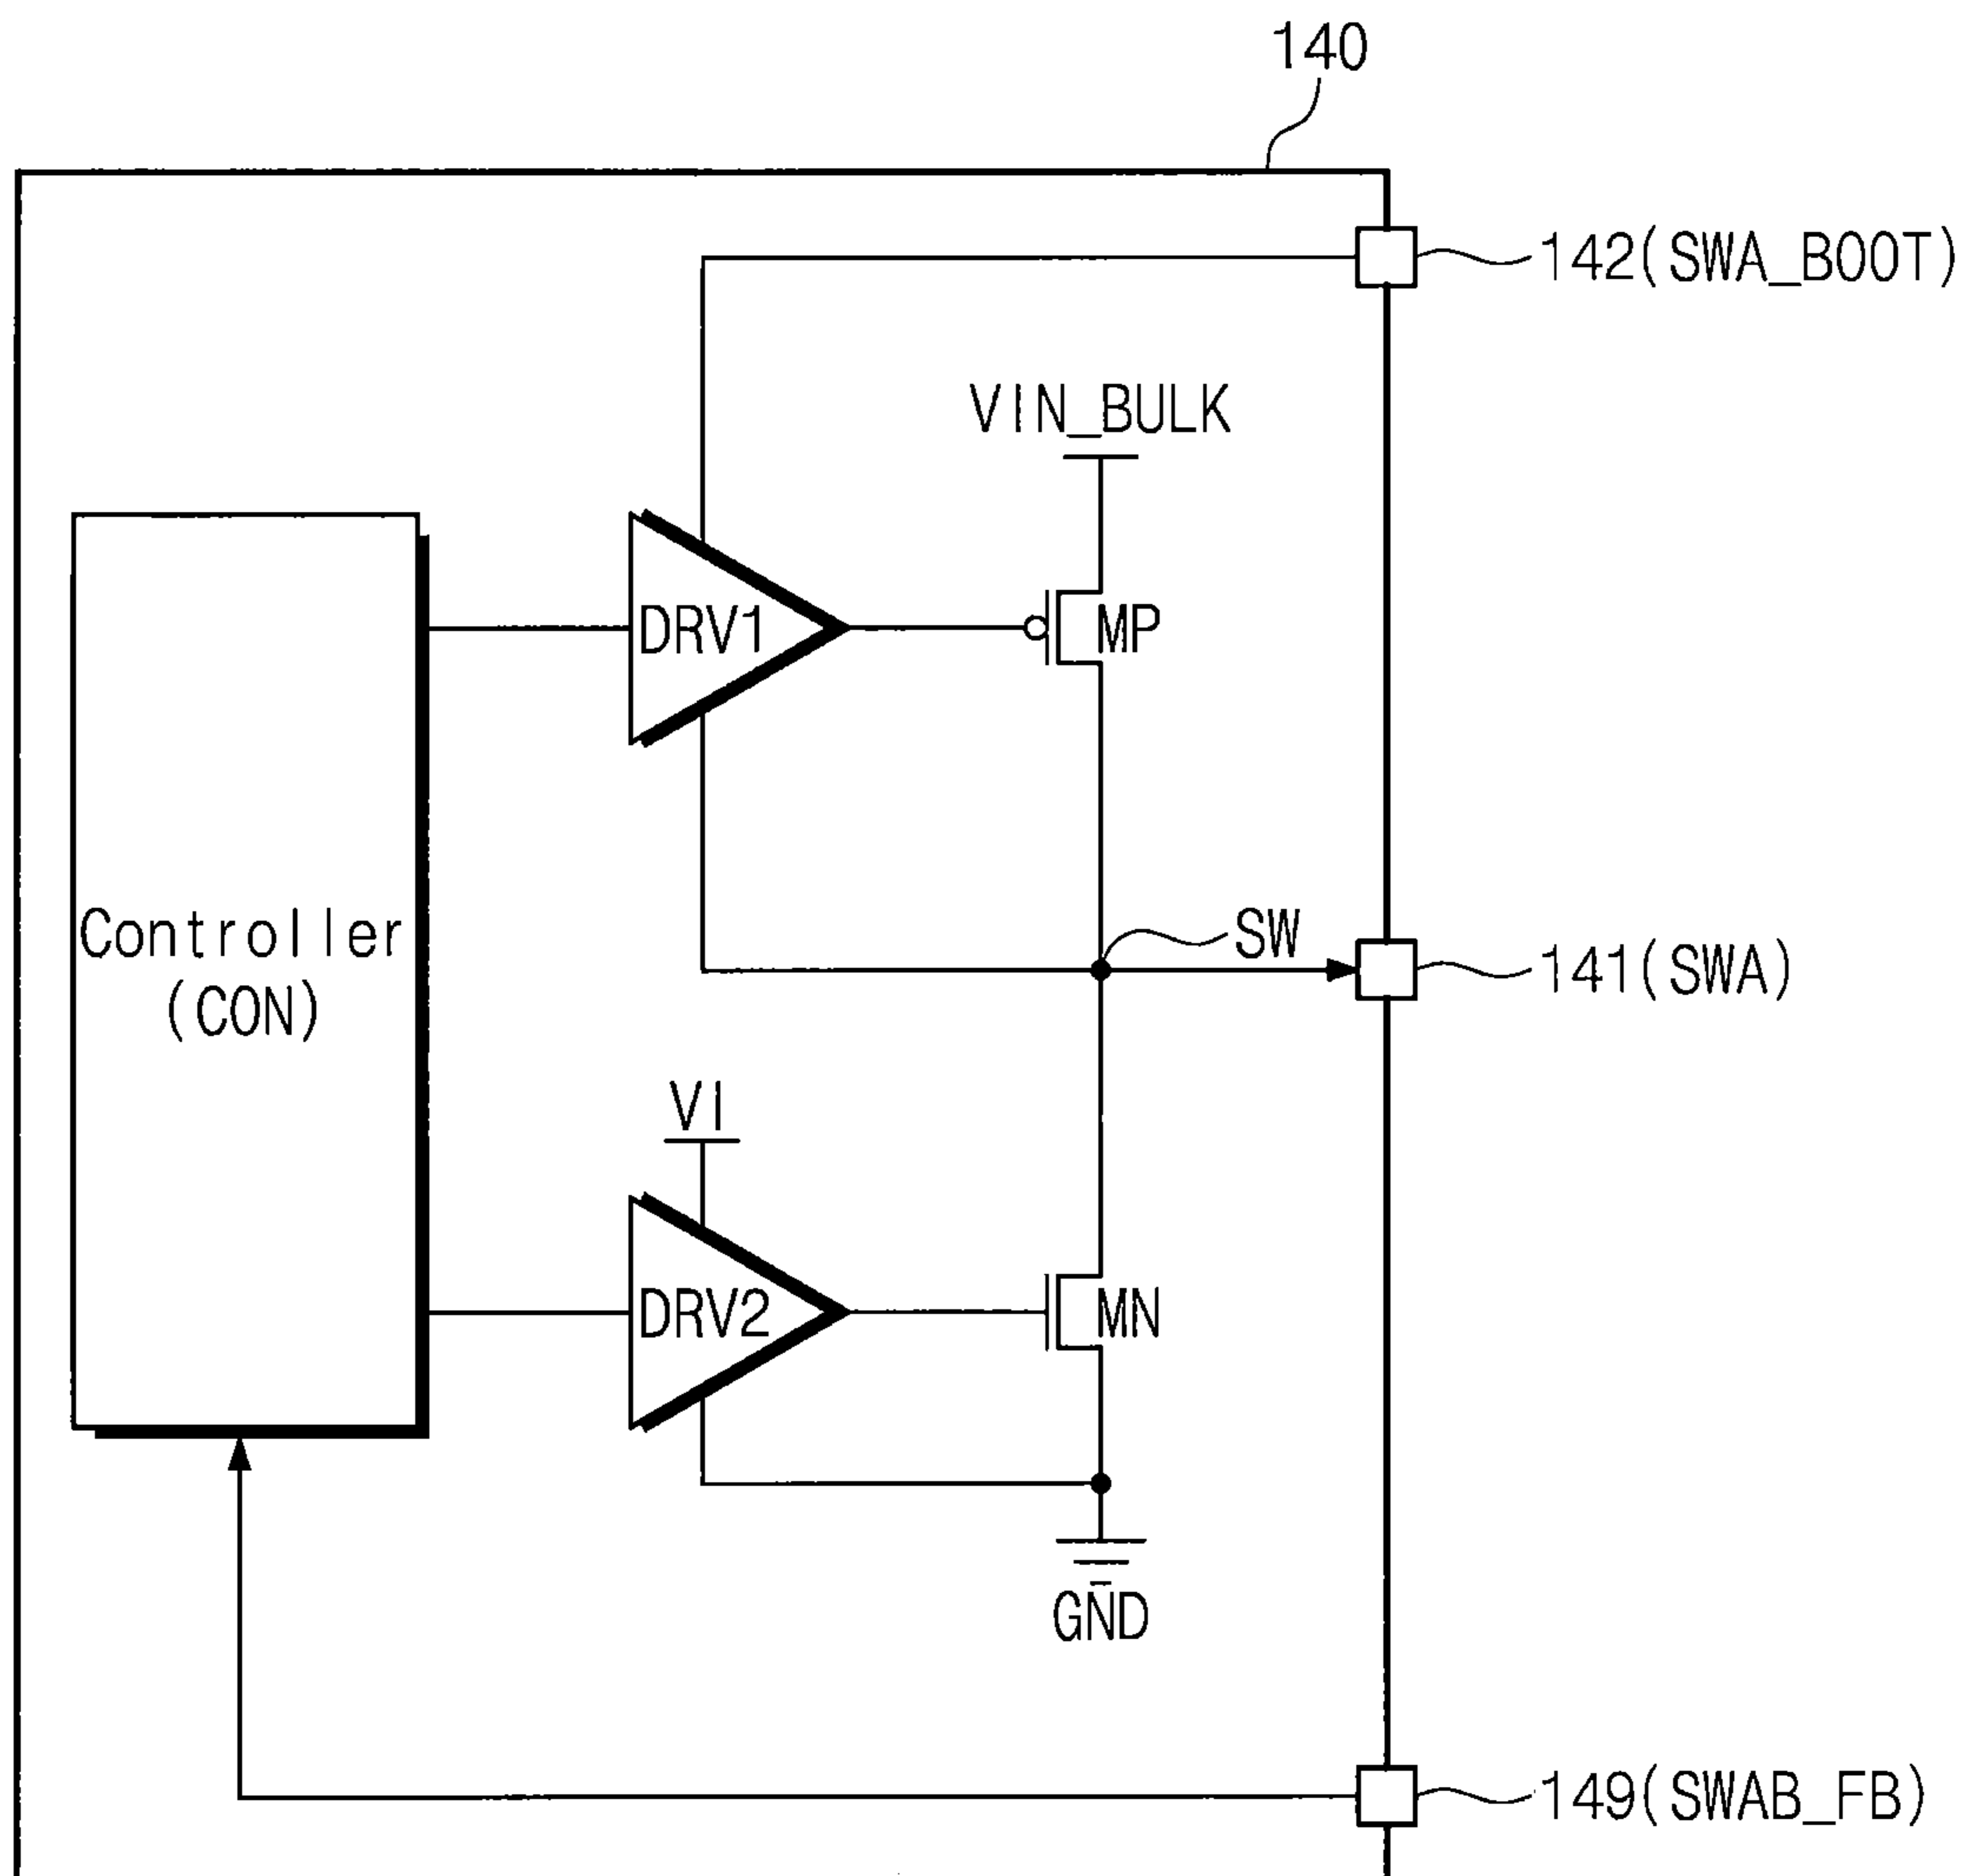 140
142(SWA_BOOT)
VIN_BULK
DRV1
MP
Controller
(CON)
SW
141(SWA)
VI
DRV2
MN
GND
149(SWAB_FB)